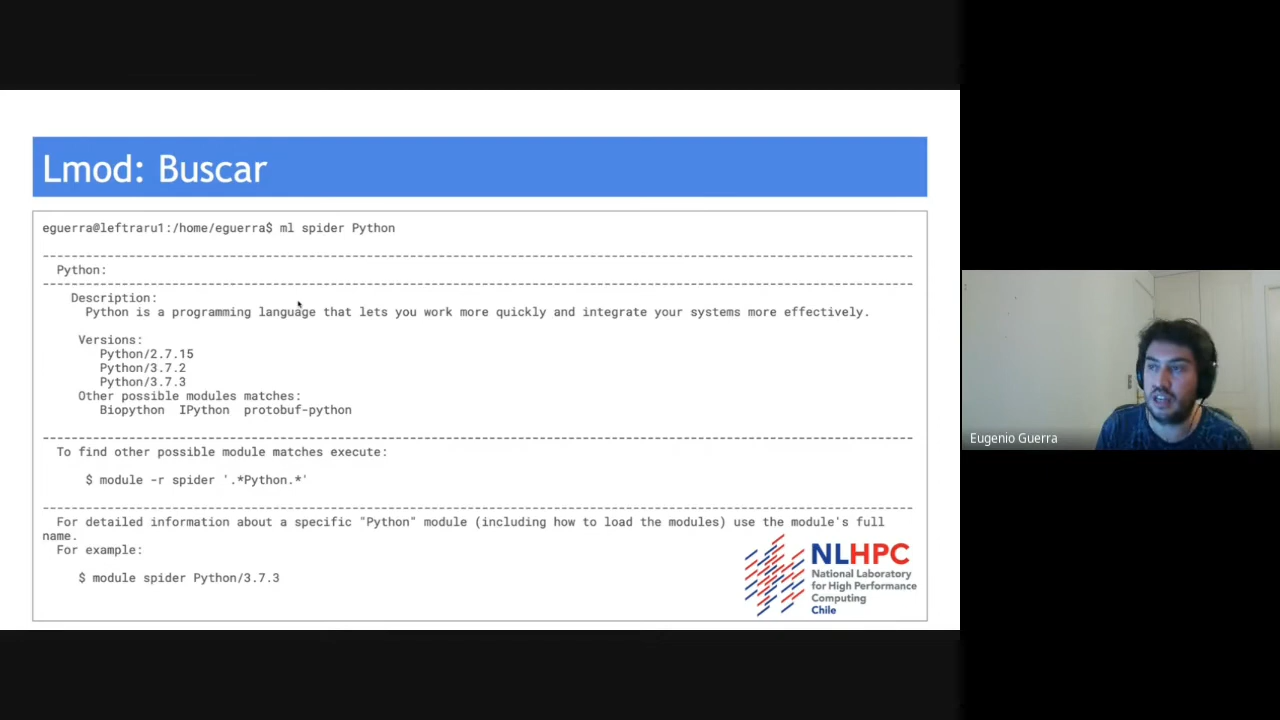 Lmod: Buscar
eguerra@leftraru1:/home/eguerra$ ml spider Python
Python:
Description:
Python is a programming language that lets you work more quickly and integrate your systems more effectively.
Versions:
Python/2.7.15
Python/3.7.2
Python/3.7.3
Other possible modules matches:
Biopython IPython protobuf-python
To find other possible module matches execute:
$ module -r spider '.*Python.*'
For detailed information about a specific "Python" module (including how to load the modules) use the module's full
name.
For example:
$ module spider Python/3.7.3
NLHPC
National Laboratory
for High Performance
Computing
Chile
Eugenio Guerra